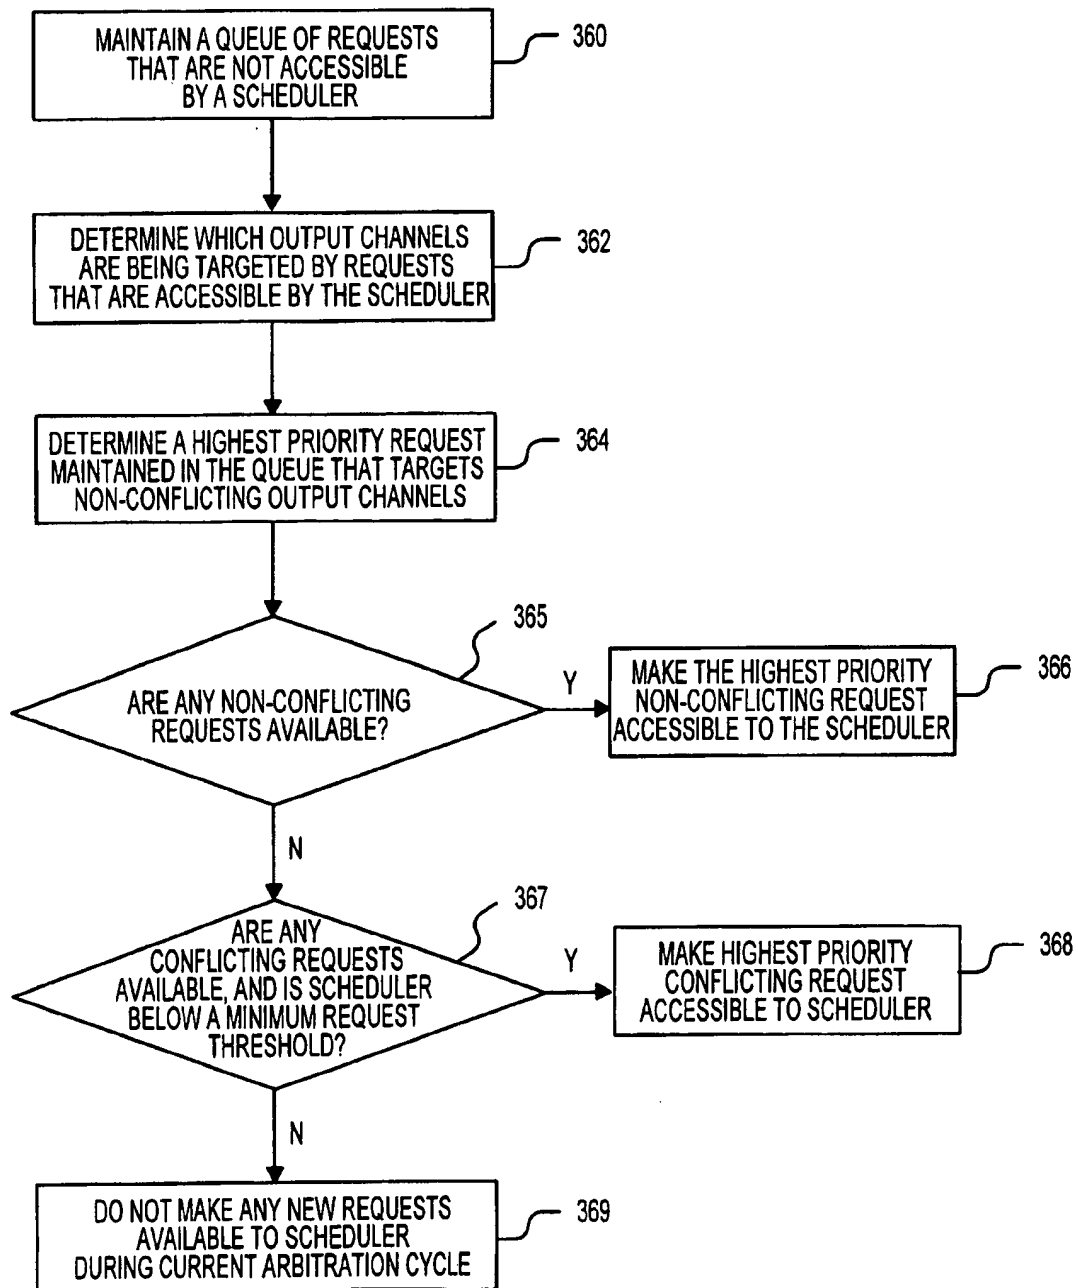 MAINTAIN A QUEUE OF REQUESTS
THAT ARE NOT ACCESSIBLE
BY A SCHEDULER
360
DETERMINE WHICH OUTPUT CHANNELS
ARE BEING TARGETED BY REQUESTS
THAT ARE ACCESSIBLE BY THE SCHEDULER
362
DETERMINE A HIGHEST PRIORITY REQUEST
MAINTAINED IN THE QUEUE THAT TARGETS
NON-CONFLICTING OUTPUT CHANNELS
364
ARE ANY NON-CONFLICTING
REQUESTS AVAILABLE?
365
Y
MAKE THE HIGHEST PRIORITY
NON-CONFLICTING REQUEST
ACCESSIBLE TO THE SCHEDULER
366
N
ARE ANY
CONFLICTING REQUESTS
AVAILABLE, AND IS SCHEDULER
BELOW A MINIMUM REQUEST
THRESHOLD?
367
Y
MAKE HIGHEST PRIORITY
CONFLICTING REQUEST
ACCESSIBLE TO SCHEDULER
368
N
DO NOT MAKE ANY NEW REQUESTS
AVAILABLE TO SCHEDULER
DURING CURRENT ARBITRATION CYCLE
369